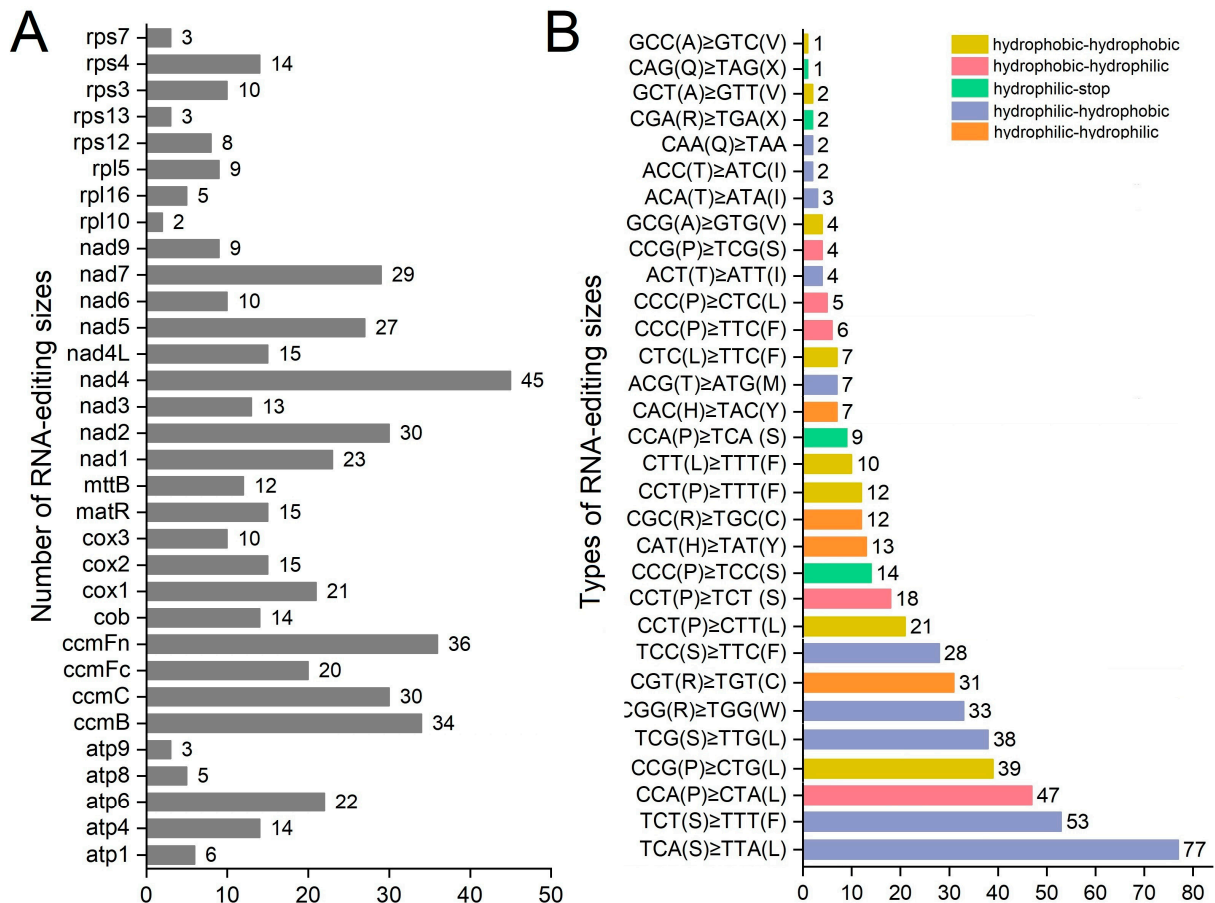 A
Number of RNA-editing sizes
rps7 3
rps4 14
rps3 10
rps13 3
rps12 8
rpl5 9
rpl16 5
rpl10 2
nad9 9
nad7 29
nad6 10
nad5 27
nad4L 15
nad4 45
nad3 13
nad2 30
nad1 23
mttB 12
matR 15
cox3 10
cox2 15
cox1 21
cob 14
ccmFn 36
ccmFc 20
ccmC 30
ccmB 34
atp9 3
atp8 5
atp6 22
atp4 14
atp1 6
0 10 20 30 40 50
B
Types of RNA-editing sizes
GCC(A)≥GTC(V) 1
CAG(Q)≥TAG(X) 1
GCT(A)≥GTT(V) 2
CGA(R)≥TGA(X) 2
CAA(Q)≥TAA 2
ACC(T)≥ATC(I) 2
ACA(T)≥ATA(I) 3
GCG(A)≥GTG(V) 4
CCG(P)≥TCG(S) 4
ACT(T)≥ATT(I) 4
CCC(P)≥CTC(L) 5
CCC(P)≥TTC(F) 6
CTC(L)≥TTC(F) 7
ACG(T)≥ATG(M) 7
CAC(H)≥TAC(Y) 7
CCA(P)≥TCA (S) 9
CTT(L)≥TTT(F) 10
CCT(P)≥TTT(F) 12
CGC(R)≥TGC(C) 12
CAT(H)≥TAT(Y) 13
CCC(P)≥TCC(S) 14
CCT(P)≥TCT (S) 18
CCT(P)≥CTT(L) 21
TCC(S)≥TTC(F) 28
CGT(R)≥TGT(C) 31
CGG(R)≥TGG(W) 33
TCG(S)≥TTG(L) 38
CCG(P)≥CTG(L) 39
CCA(P)≥CTA(L) 47
TCT(S)≥TTT(F) 53
TCA(S)≥TTA(L) 77
0 10 20 30 40 50 60 70 80
hydrophobic-hydrophobic
hydrophobic-hydrophilic
hydrophilic-stop
hydrophilic-hydrophobic
hydrophilic-hydrophilic